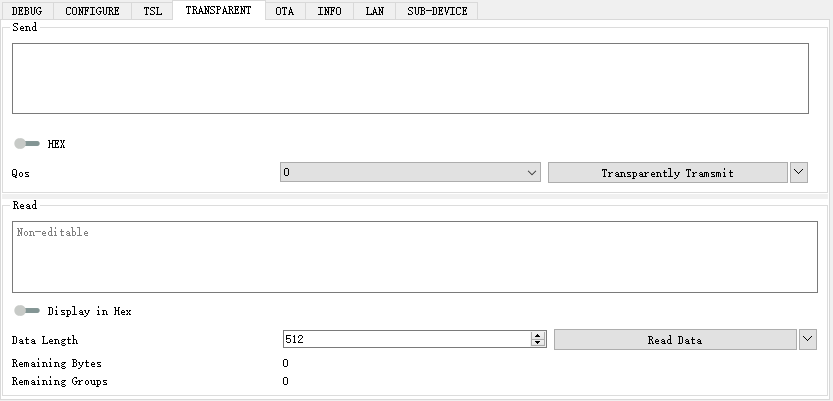 DEBUG CONFIGURE TSL TRANSPARENT OTA INFO LAN SUB-DEVICE
Send
HEX
Qos 0 Transparently Tramsmit
Read
Non-editable
Display in Hex
Data Length 512 Read Data
Remaining Bytes 0
Remaining Groups 0